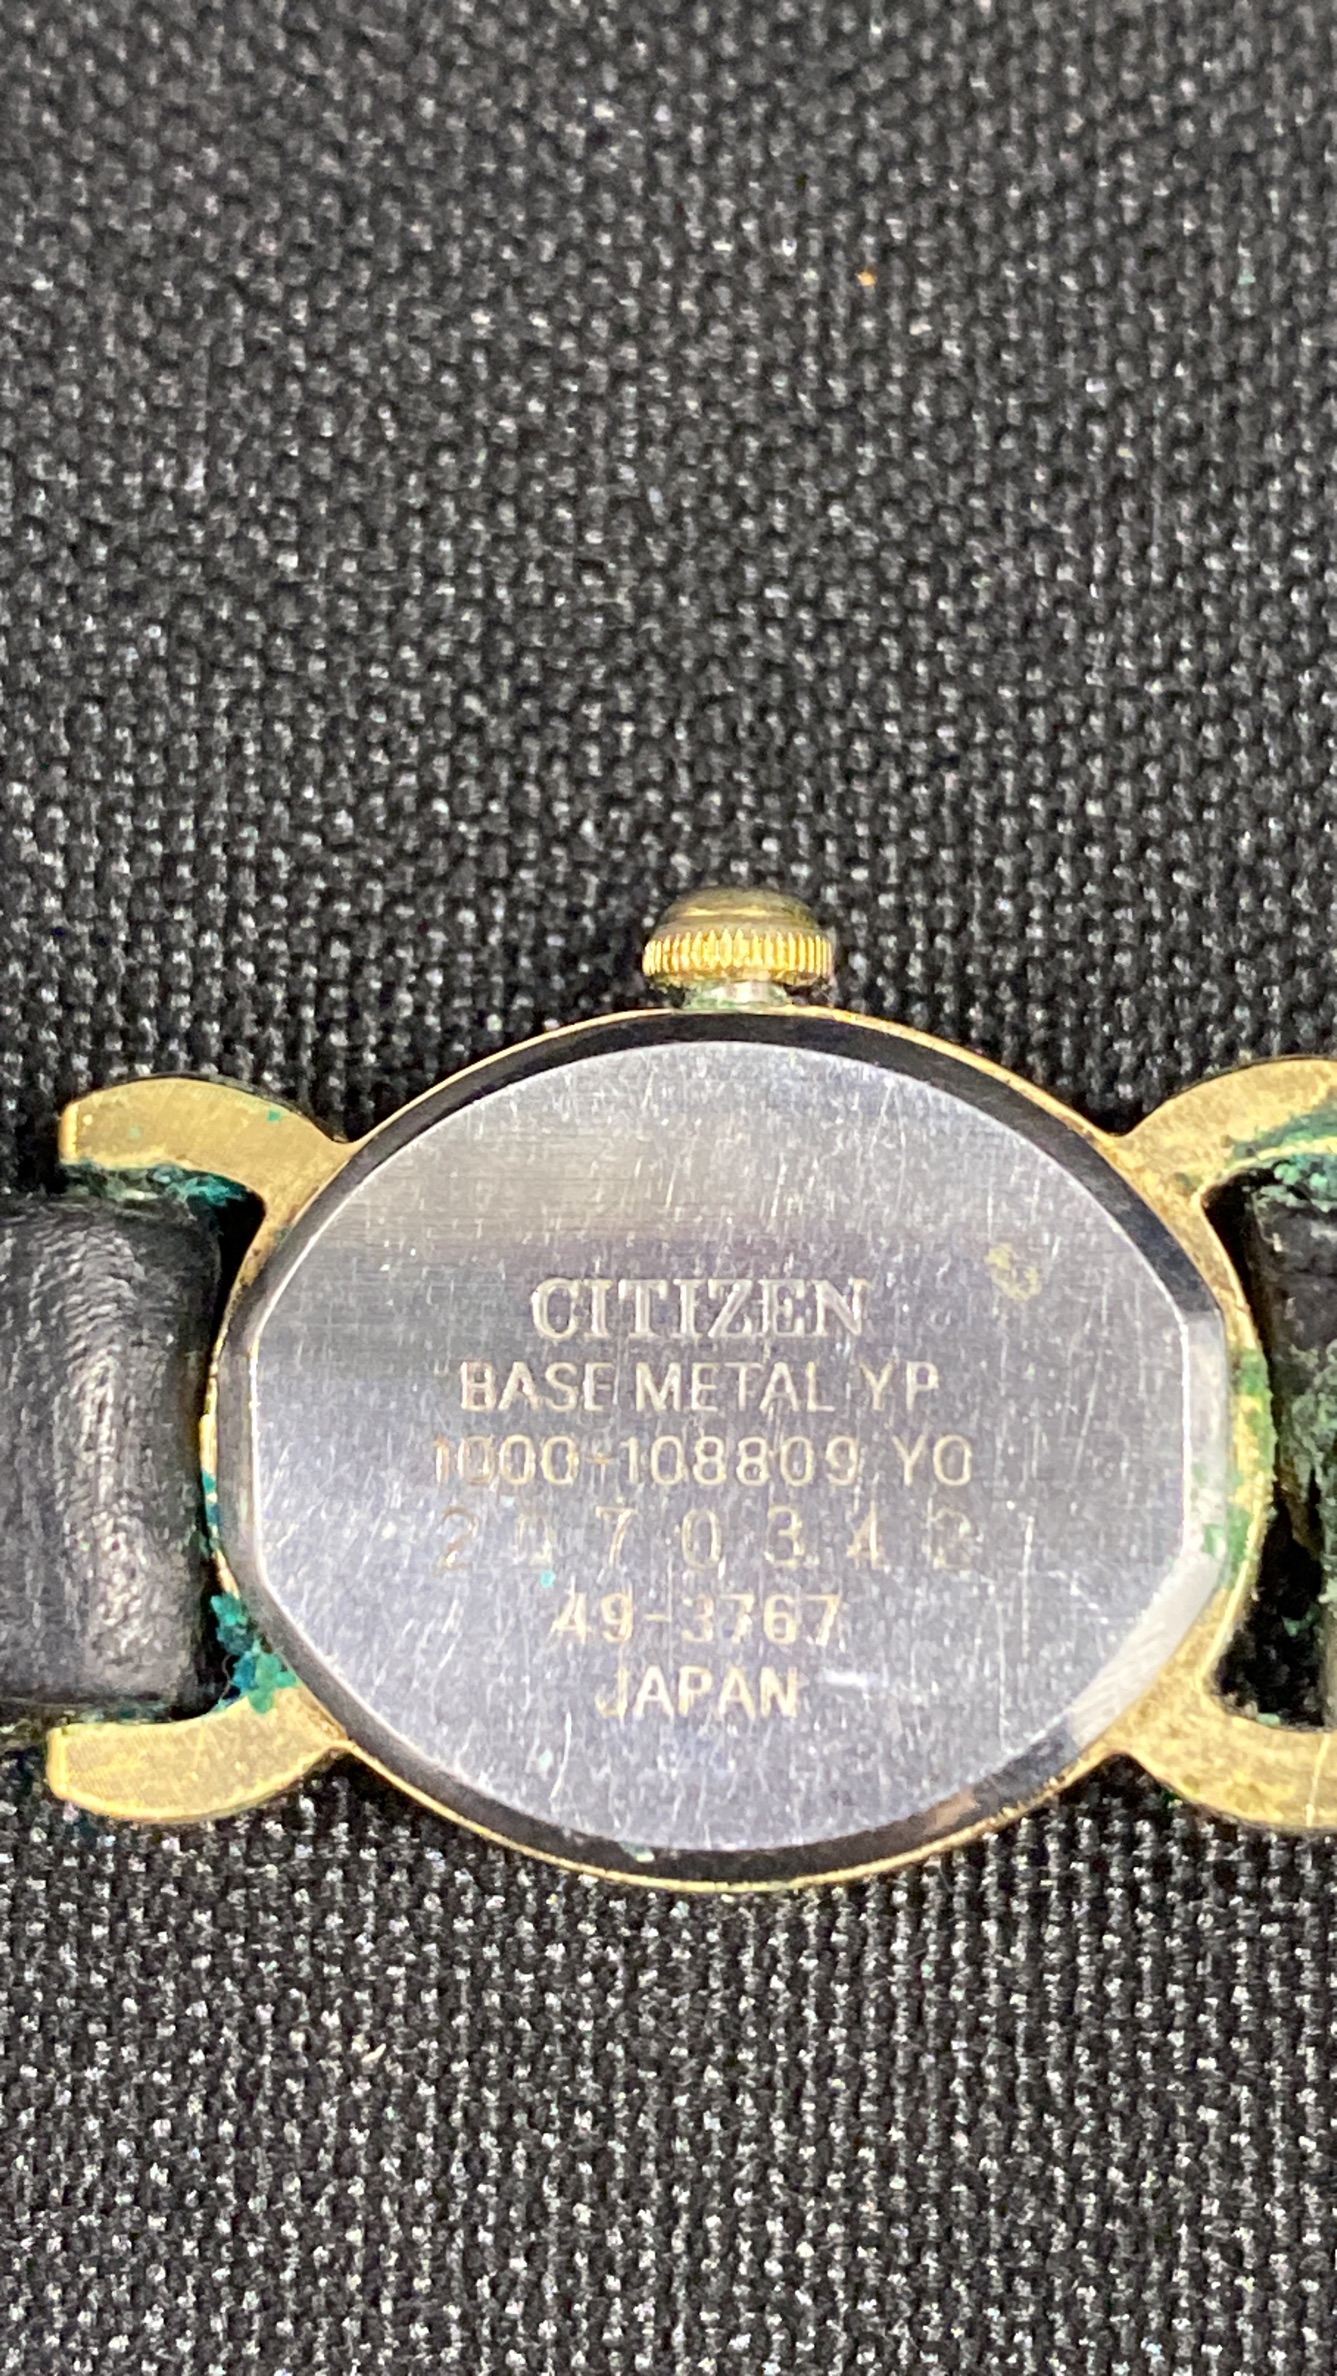 CITIZEN
BASE METAL YP
1000-108809 YO
2070342
49-3767
JAPAN